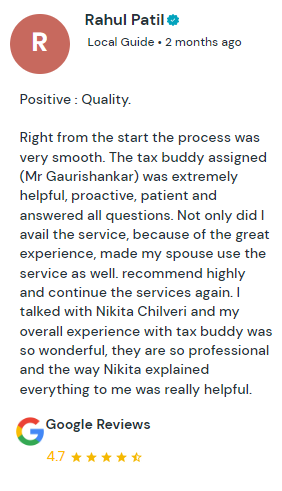 R
Rahul Patil
Local Guide • 2 months ago
Positive : Quality.
Right from the start the process was
very smooth. The tax buddy assigned
(Mr Gaurishankar) was extremely
helpful, proactive, patient and
answered all questions. Not only did I
avail the service, because of the great
experience, made my spouse use the
service as well. recommend highly
and continue the services again. I
talked with Nikita Chilveri and my
overall experience with tax buddy was
so wonderful, they are so professional
and the way Nikita explained
everything to me was really helpful.
Google Reviews
4.7